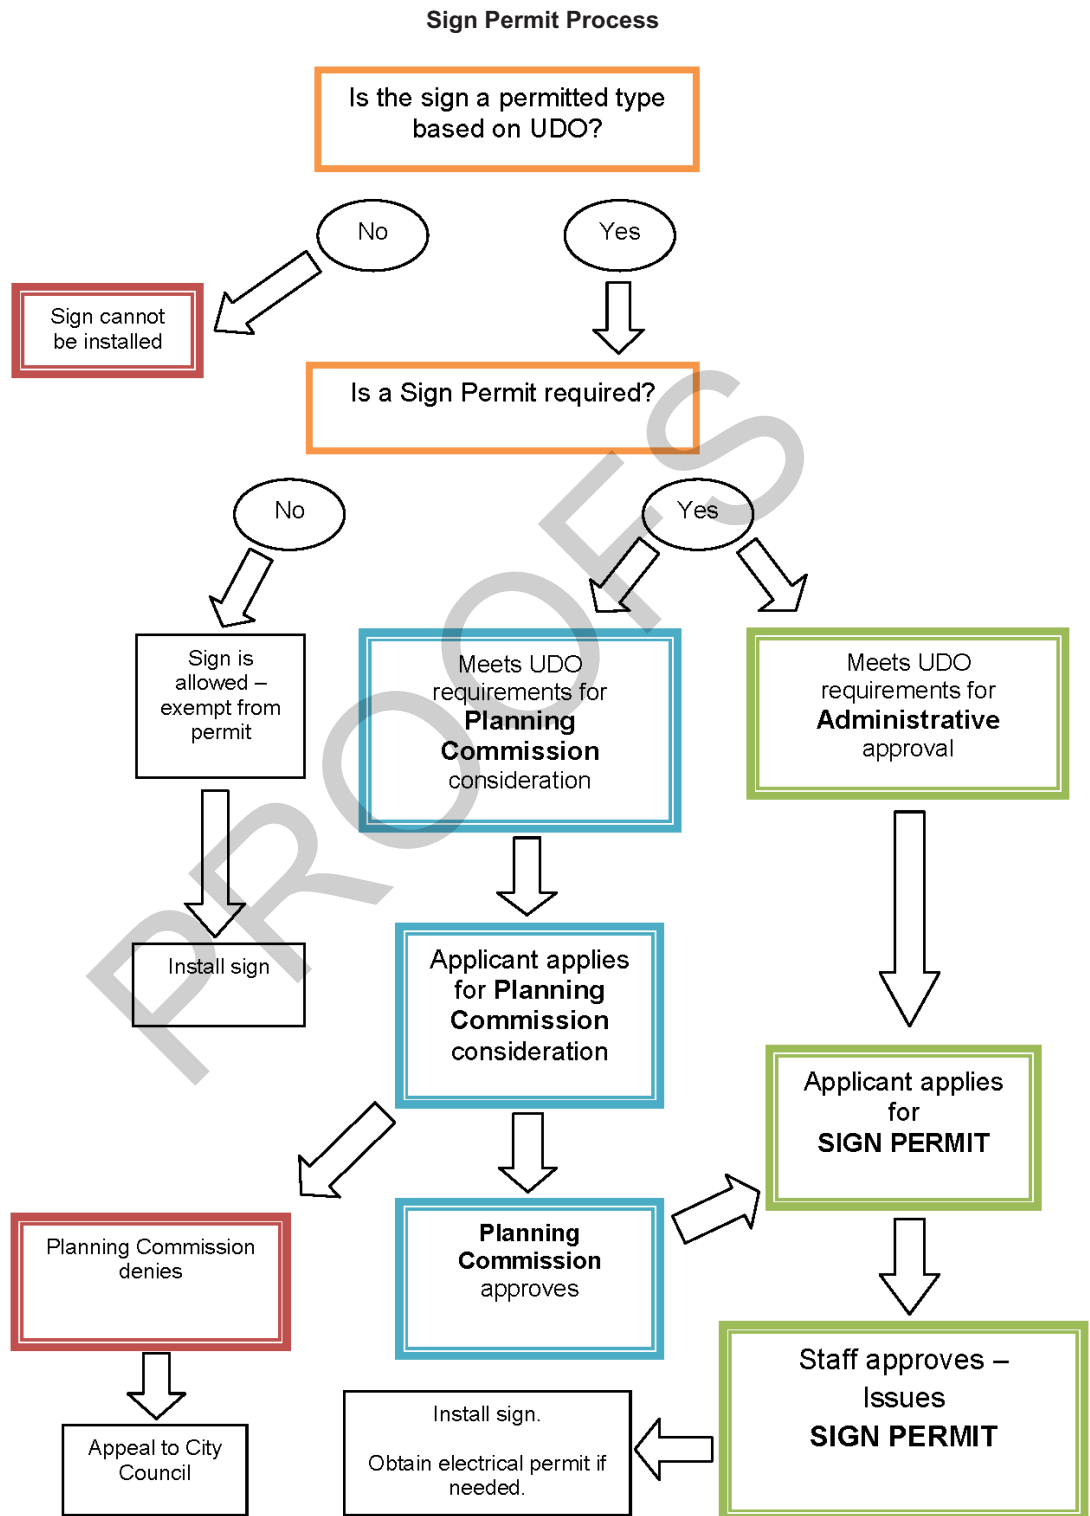 Sign Permit Process
Is the sign a permitted type
based on UDO?
No
Yes
Sign cannot
be installed
Is a Sign Permit required?
No
Yes
Sign is
allowed –
exempt from
permit
Meets UDO
requirements for
Planning
Commission
consideration
Meets UDO
requirements for
Administrative
approval
Install sign
Applicant applies
for Planning
Commission
consideration
Applicant applies
for
SIGN PERMIT
Planning Commission
denies
Planning
Commission
approves
Staff approves –
Issues
SIGN PERMIT
Appeal to City
Council
Install sign.
Obtain electrical permit if
needed.
PROOFS